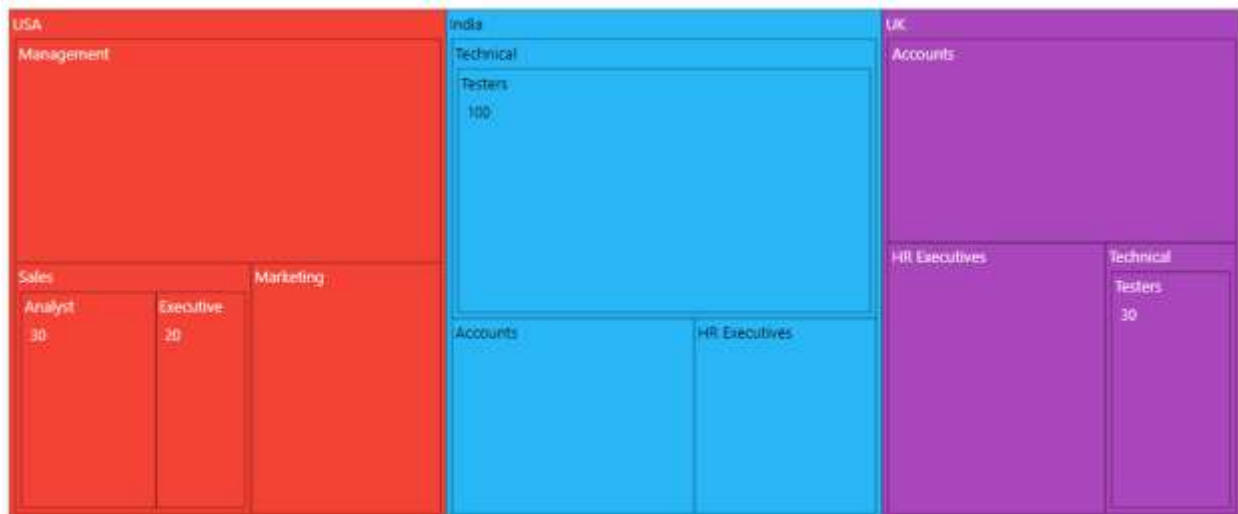 USA
Management
Sales
Analyst
30
Executive
20
Marketing
India
Technical
Testers
100
Accounts
HR Executives
UK
Accounts
HR Executives
Technical
Testers
30